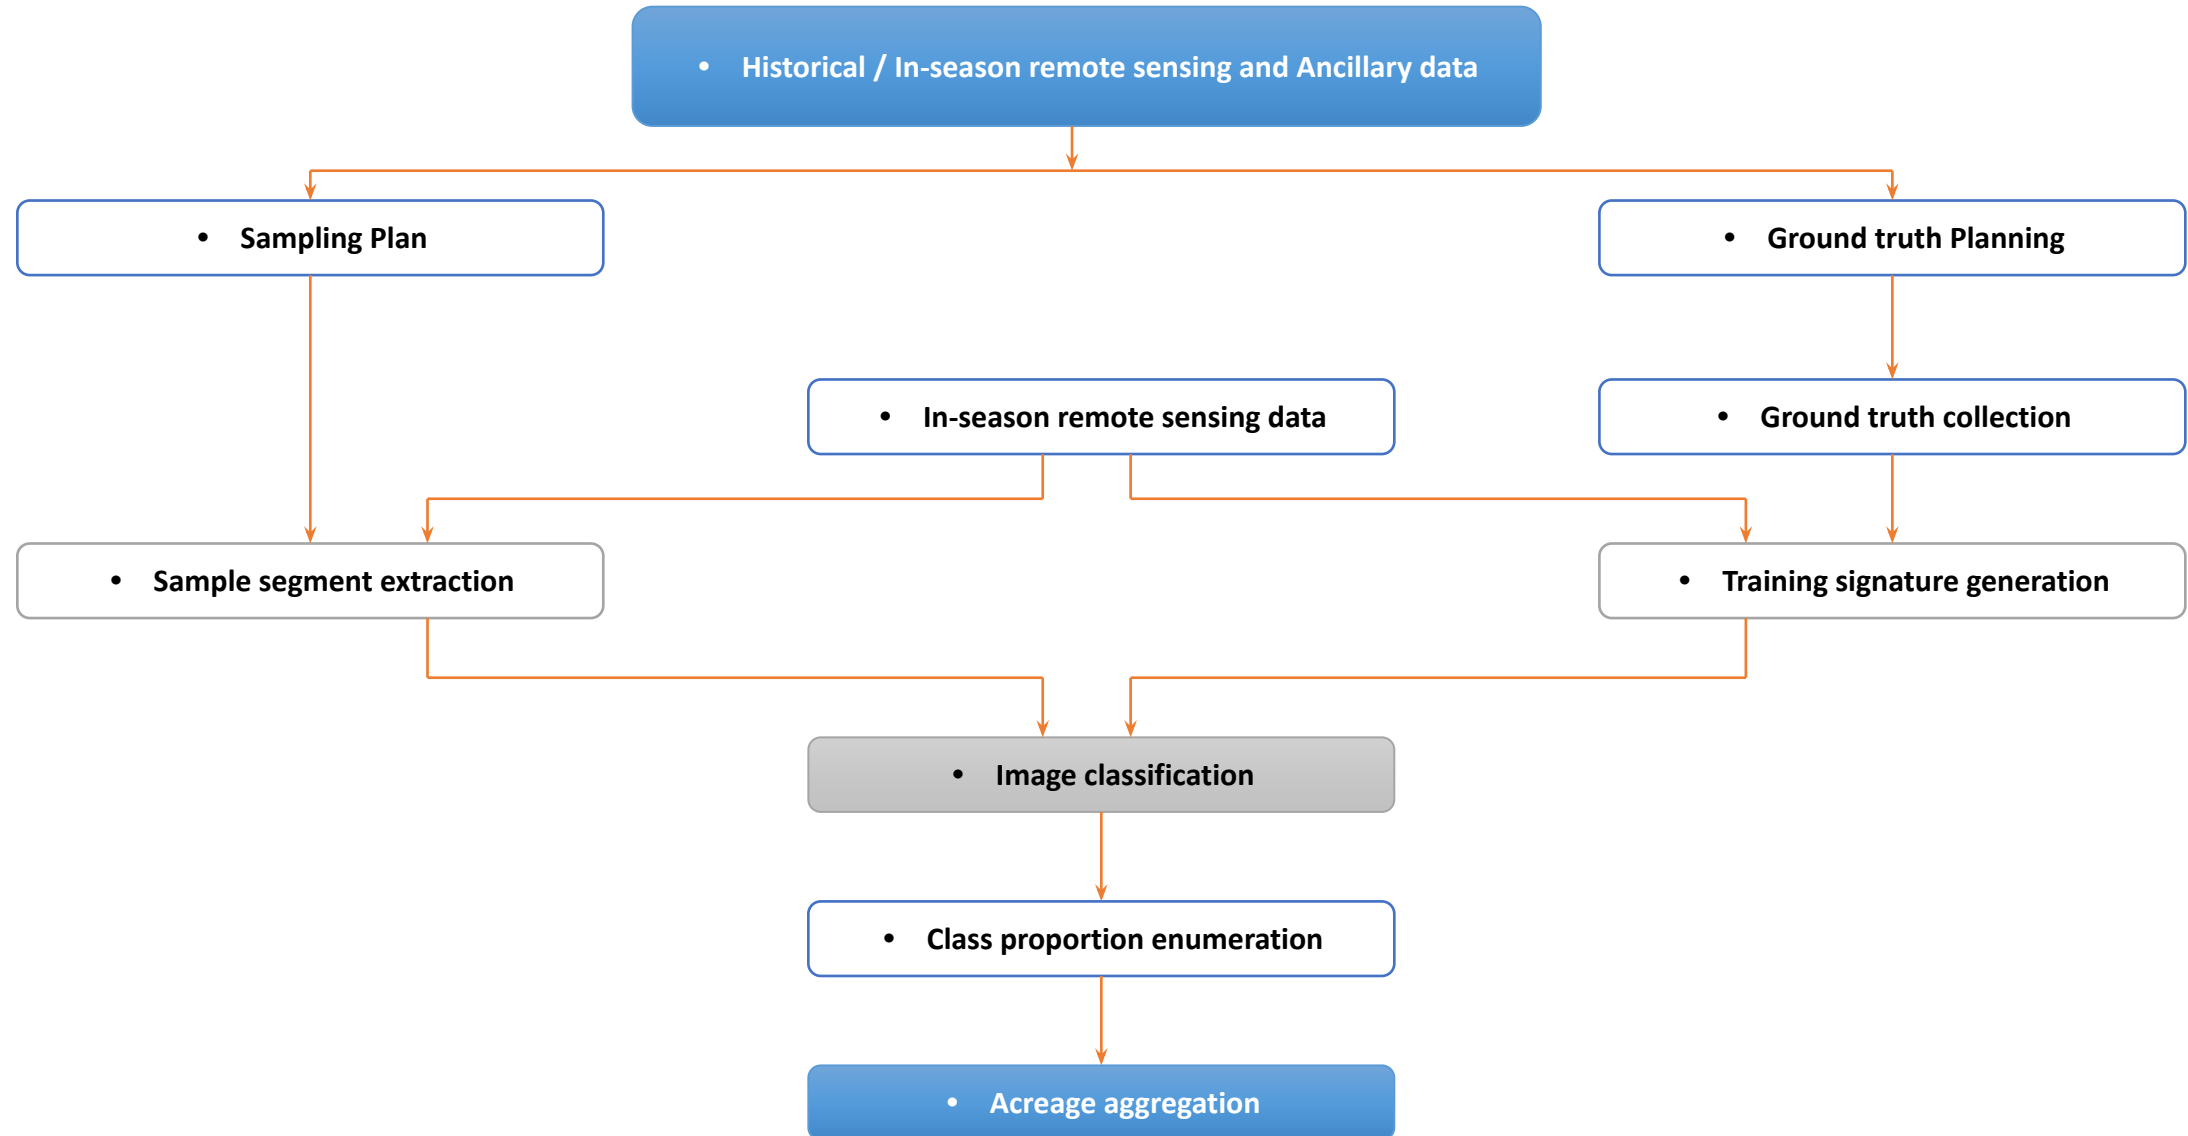 • Historical / In-season remote sensing and Ancillary data
• Sampling Plan
• Ground truth Planning
• In-season remote sensing data
• Ground truth collection
• Sample segment extraction
• Training signature generation
• Image classification
• Class proportion enumeration
• Acreage aggregation